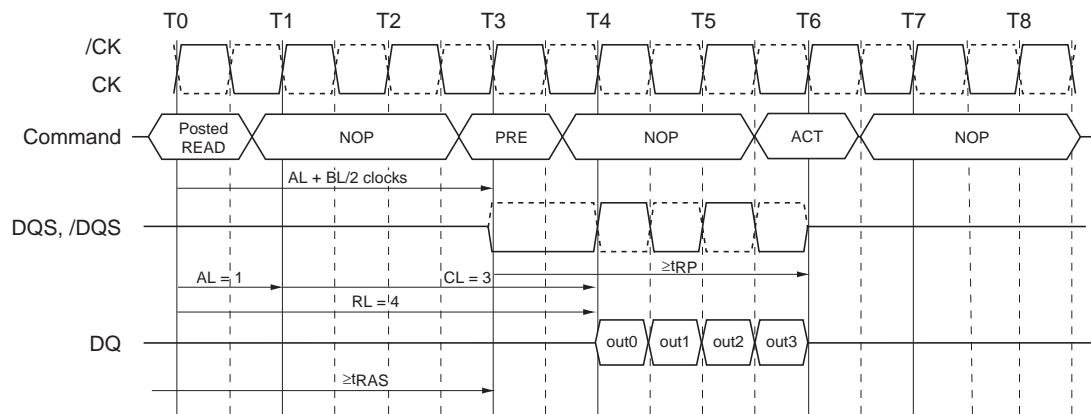 T0 T1 T2 T3 T4 T5 T6 T7 T8
/CK
CK
Command
Posted
READ
NOP
PRE
NOP
ACT
NOP
AL + BL/2 clocks
DQS, /DQS
≥tRP
AL = 1
CL = 3
RL = 4
DQ
out0 out1 out2 out3
≥tRAS